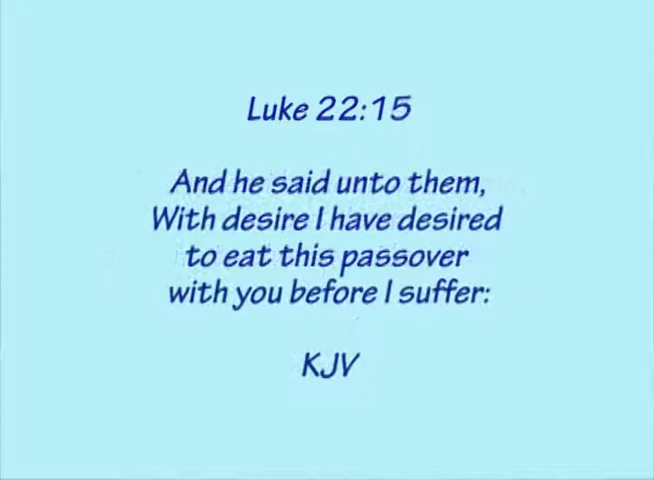 Luke 22:15
And he said unto them,
With desire I have desired
to eat this passover
with you before I suffer:
KJV